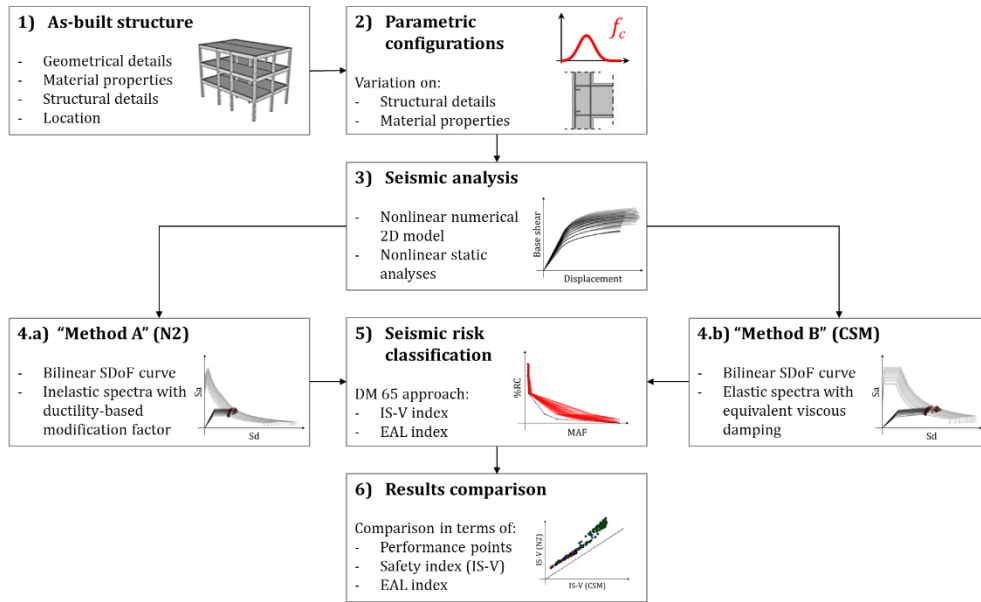 1) As-built structure
- Geometrical details
- Material properties
- Structural details
- Location
2) Parametric
configurations
f_c
Variation on:
- Structural details
- Material properties
3) Seismic analysis
- Nonlinear numerical
2D model
- Nonlinear static
analyses
Base shear
Displacement
4.a) “Method A” (N2)
- Bilinear SDoF curve
- Inelastic spectra with
ductility-based
modification factor
Sa
Sd
5) Seismic risk
classification
DM 65 approach:
- IS-V index
- EAL index
%RC
MAF
4.b) “Method B” (CSM)
- Bilinear SDoF curve
- Elastic spectra with
equivalent viscous
damping
Sa
Sd
6) Results comparison
Comparison in terms of:
- Performance points
- Safety index (IS-V)
- EAL index
IS-V (N2)
IS-V (CSM)